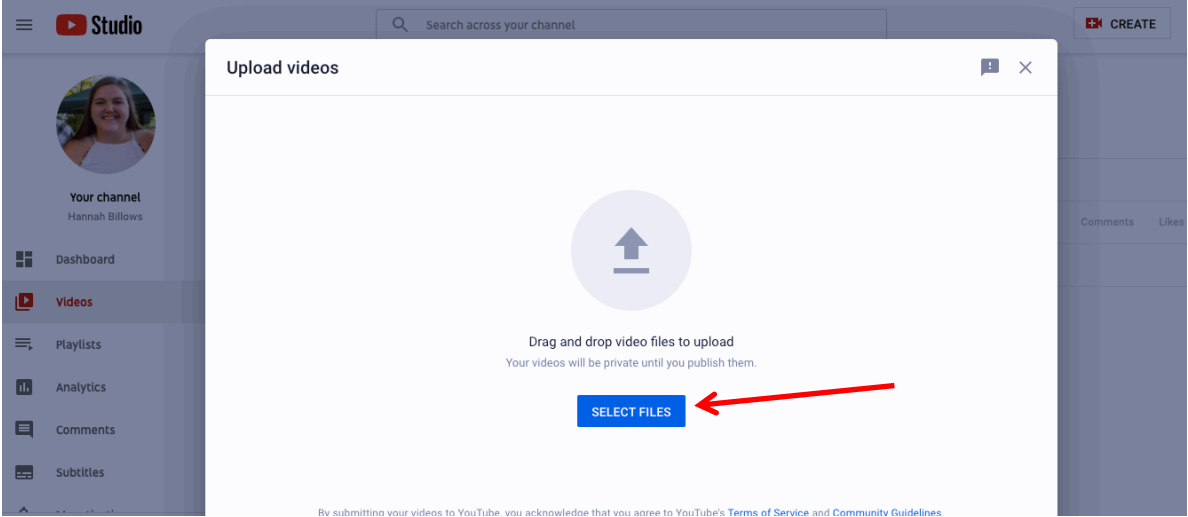 Studio
Search across your channel
CREATE
Upload videos
Your channel
Hannah Billows
Comments Likes
Dashboard
Videos
Drag and drop video files to upload
Playlists
Your videos will be private until you publish them.
Analytics
SELECT FILES
Comments
Subtitles
By submitting your videos to YouTube, you acknowledge that you agree to YouTube's Terms of Service and Community Guidelines.